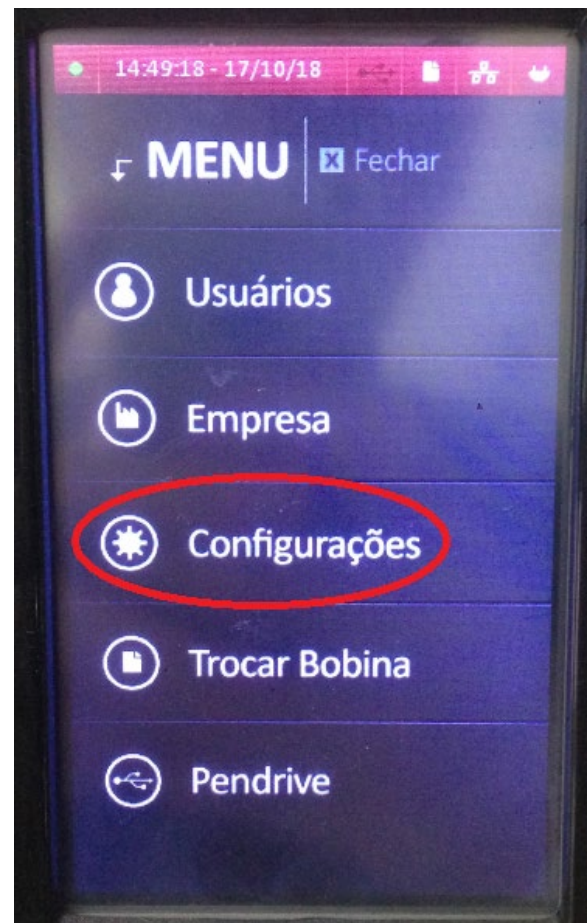 14:49:18 - 17/10/18
MENU x Fechar
Usuários
Empresa
Configurações
Trocar Bobina
Pendrive